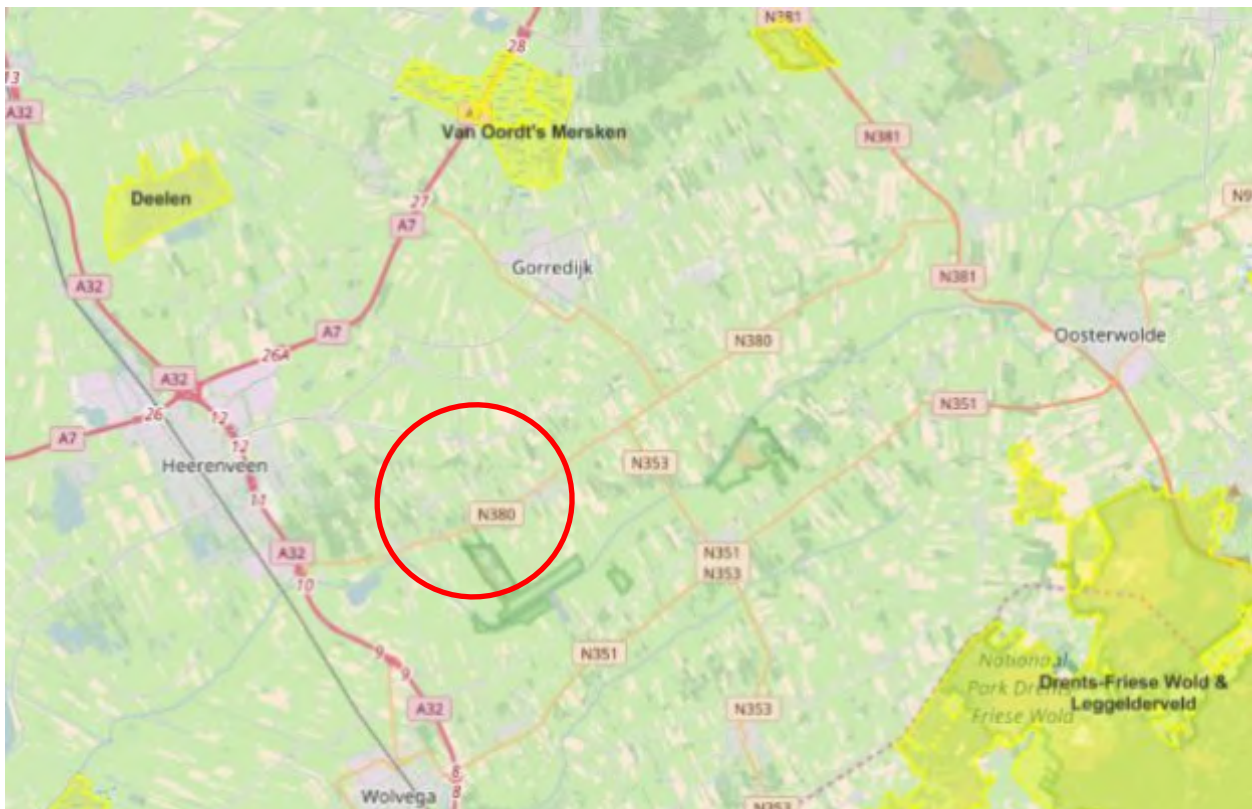 N381
28
13
A32
A
Van Oordt's Mersken
N381
Deelen
27
A7
Gorredijk
N381
A32
A7
26A
N380
Oosterwolde
A32
26
12
A7
12
N351
Heerenveen
N353
11
N380
A32
10
N351
N353
9
N351
9
Nationaal
Park Drents-
Friese Wold
Drents-Friese Wold &
Leggelderveld
A32
N353
8
Wolvega
8
N353